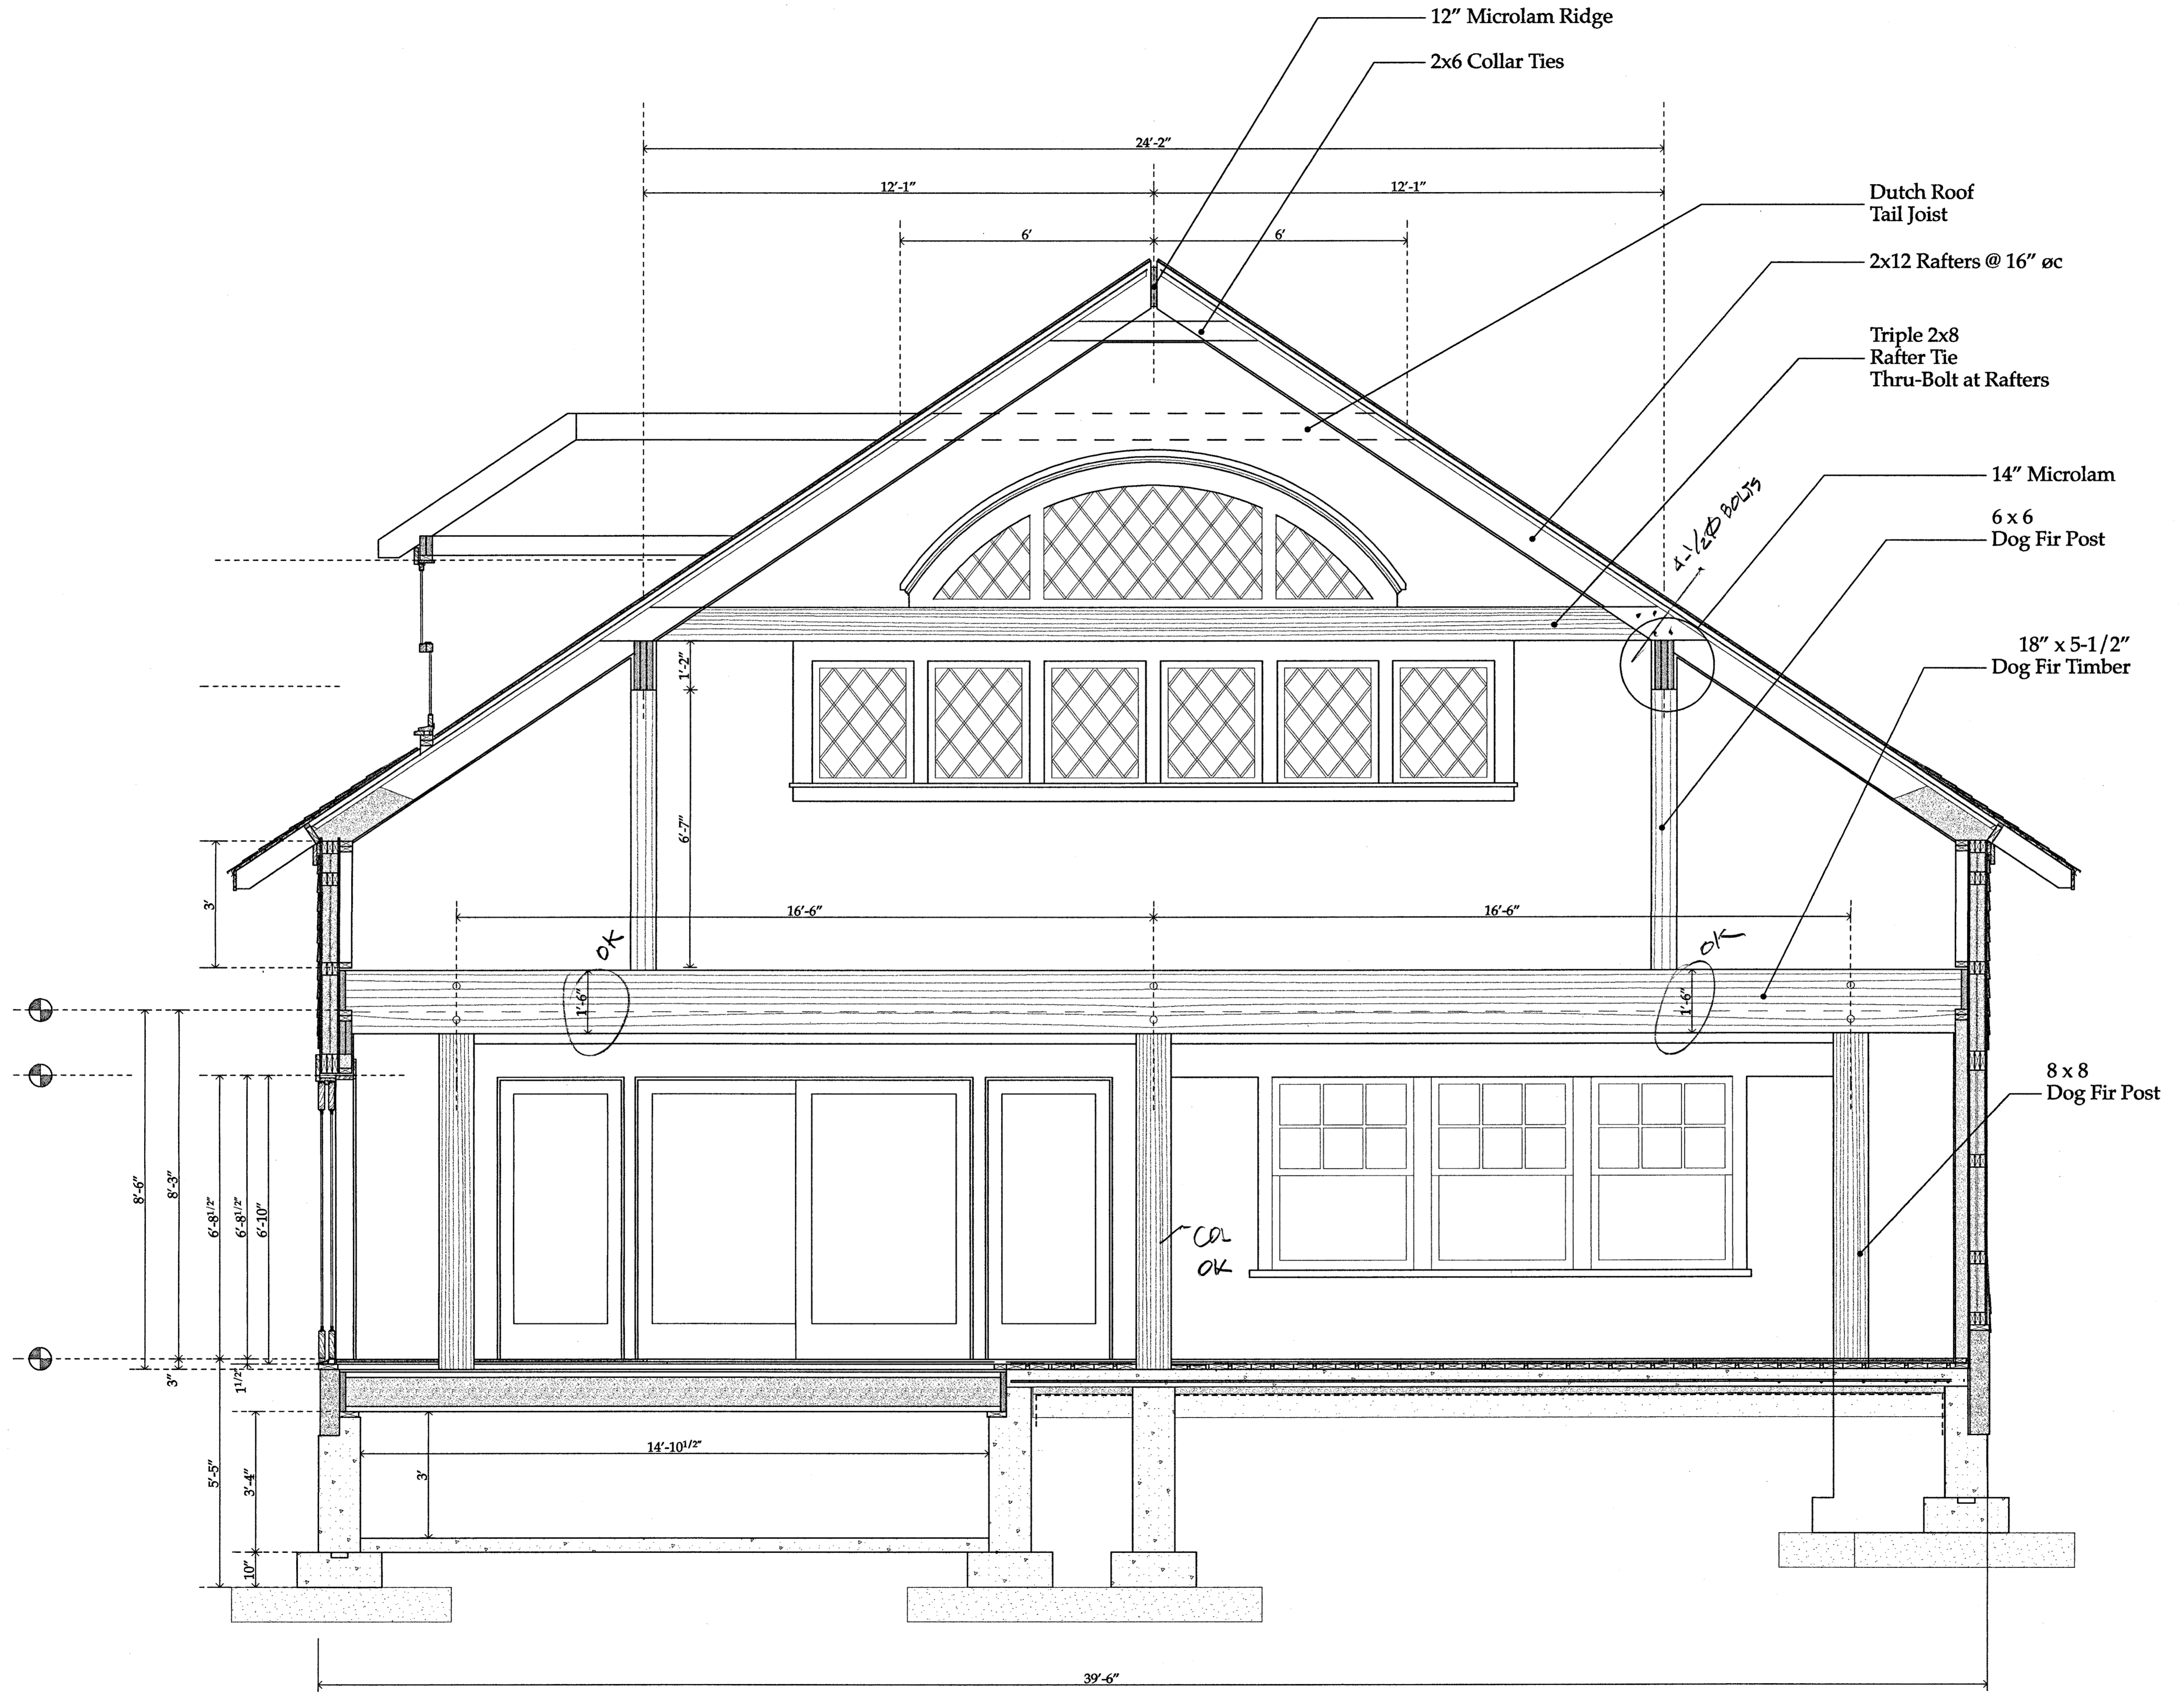 12" Microlam Ridge
2x6 Collar Ties
24'-2"
12'-1"
12'-1"
6'
6'
Dutch Roof
Tail Joist
2x12 Rafters @ 16" øc
Triple 2x8
Rafter Tie
Thru-Bolt at Rafters
14" Microlam
4-1/2Ø BOLTS
6 x 6
Dog Fir Post
18" x 5-1/2"
Dog Fir Timber
1'-2"
6'-7"
3'
16'-6"
16'-6"
OK
OK
1'-6"
1'-6"
8 x 8
Dog Fir Post
8'-6"
8'-3"
6'-8 1/2"
6'-8 1/2"
6'-10"
COL
OK
3"
1 1/2"
14'-10 1/2"
5'-5"
3'-4"
3'
10"
39'-6"